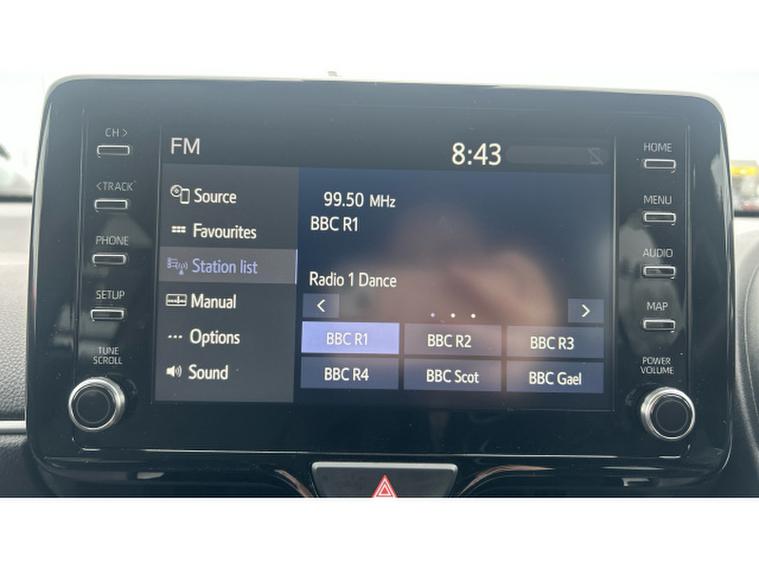 CH >
< TRACK
PHONE
SETUP
TUNE
SCROLL
FM
8:43
Source
Favourites
Station list
Manual
Options
Sound
99.50 MHz
BBC R1
Radio 1 Dance
BBC R1
BBC R2
BBC R3
BBC R4
BBC Scot
BBC Gael
HOME
MENU
AUDIO
MAP
POWER
VOLUME